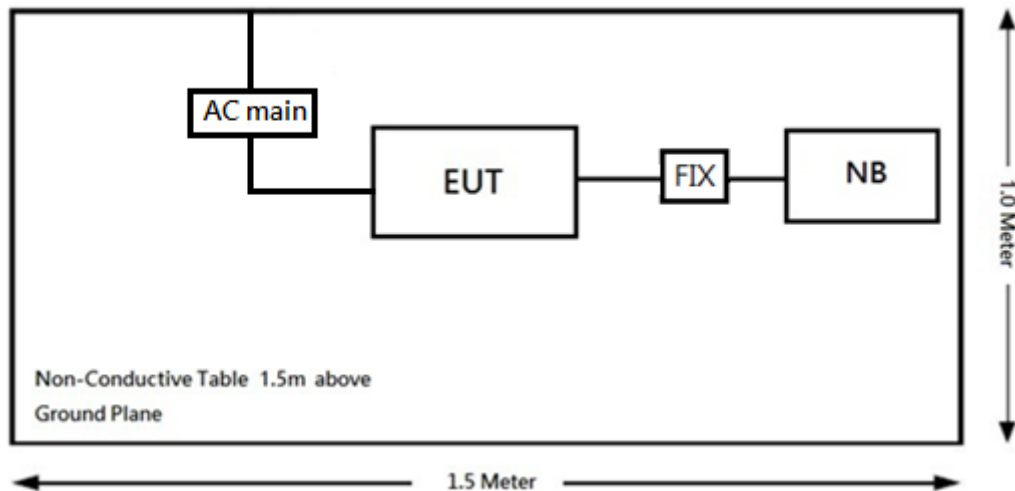 AC main
EUT
FIX
NB
1.0 Meter
Non-Conductive Table 1.5m above
Ground Plane
1.5 Meter